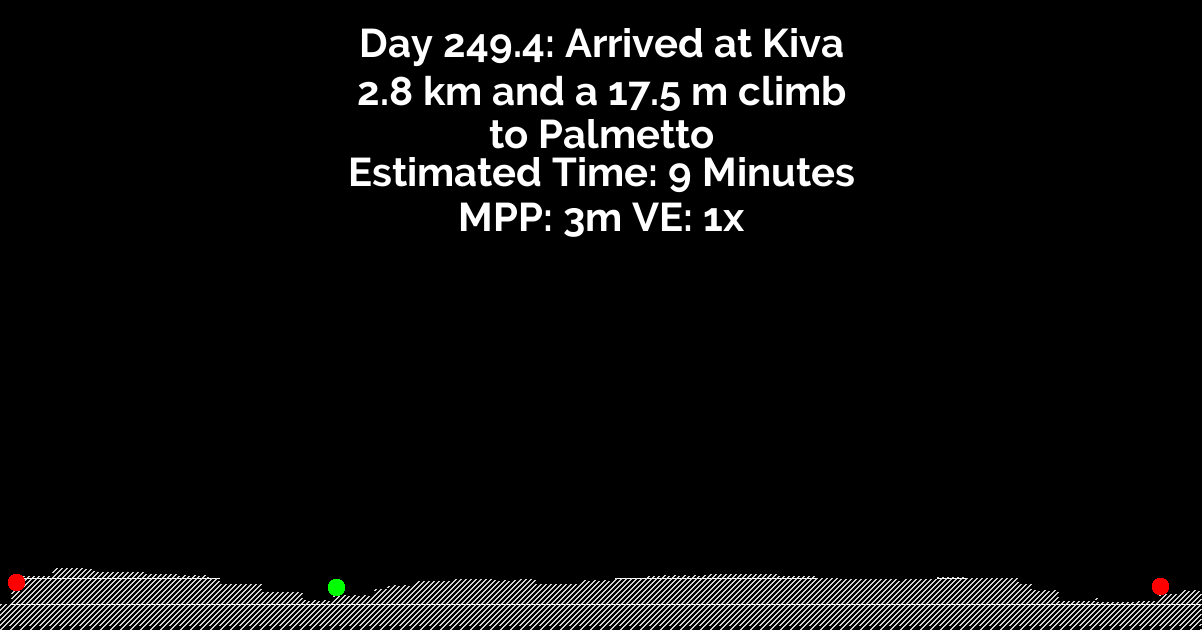 Day 249.4: Arrived at Kiva
2.8 km and a 17.5 m climb
to Palmetto
Estimated Time: 9 Minutes
MPP: 3m VE: 1x